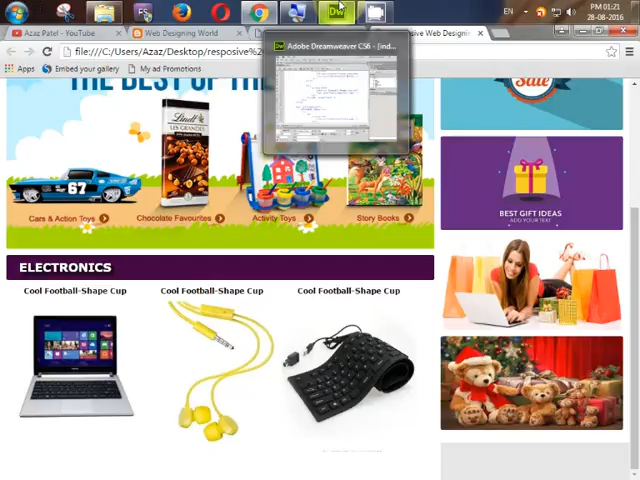 EN
PM 01:21
28-08-2016
Azaz Patel - YouTube
Web Designing World
ponsive Web Designin
file:///C:/Users/Azaz/Desktop/resposive%20
Adobe Dreamweaver CS6 - [ind...
Apps
Embed your gallery
My ad Promotions
THE BEST OF TH
Sale
Lindt
LES GRANDES
67
Cars & Action Toys
Chocolate Favourites
Activity Toys
Story Books
BEST GIFT IDEAS
ADD YOUR TEXT
ELECTRONICS
Cool Football-Shape Cup
Cool Football-Shape Cup
Cool Football-Shape Cup